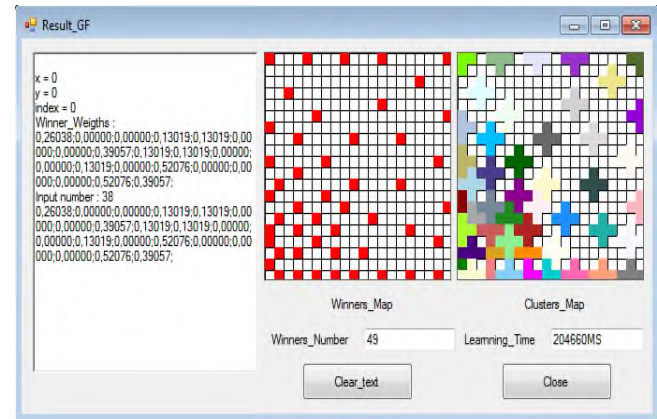 Result_GF
x = 0
y = 0
index = 0
Winner_Weigths :
0,26038;0,00000;0,00000;0,13019;0,13019;0,00
000;0,00000;0,39057;0,13019;0,13019;0,00000;
0,00000;0,13019;0,00000;0,52076;0,00000;0,00
000;0,00000;0,52076;0,39057;
Input number : 38
0,26038;0,00000;0,00000;0,13019;0,13019;0,00
000;0,00000;0,39057;0,13019;0,13019;0,00000;
0,00000;0,13019;0,00000;0,52076;0,00000;0,00
000;0,00000;0,52076;0,39057;
Winners_Map
Clusters_Map
Winners_Number 49
Learnning_Time 204660MS
Clear_text
Close